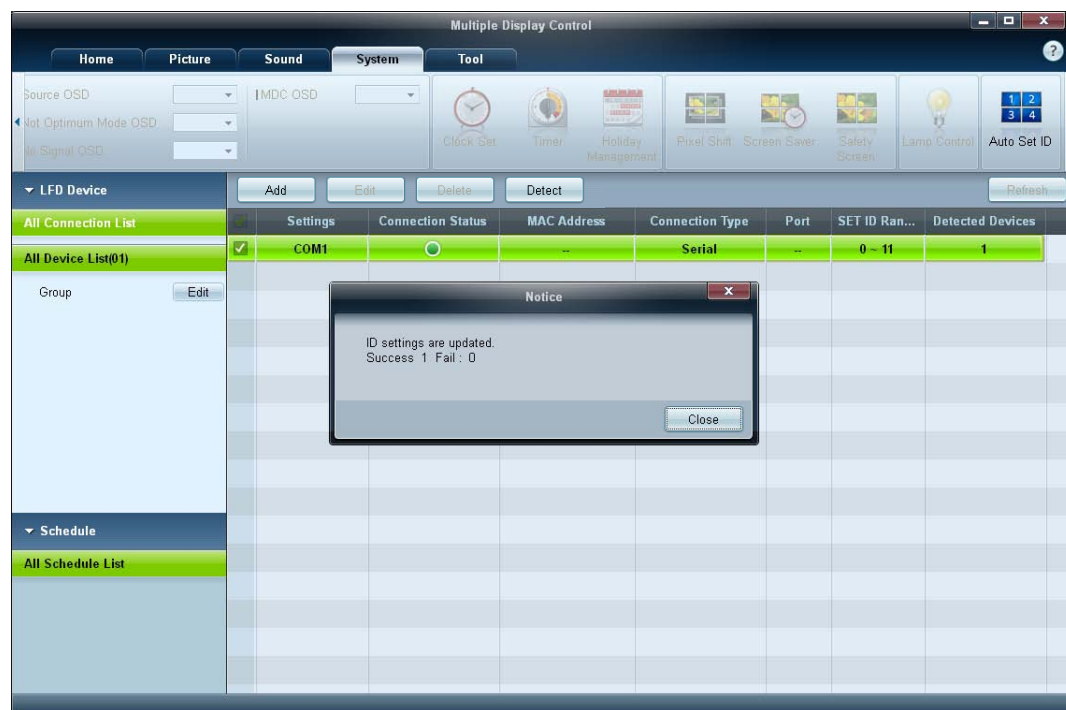 Multiple Display Control
Home Picture Sound System Tool
Source OSD
MDC OSD
Not Optimum Mode OSD
No Signal OSD
Clock Set
Timer
Holiday
Management
Pixel Shift
Screen Saver
Safety
Screen
Lamp Control
1 2
3 4
Auto Set ID
LFD Device
Add Edit Delete Detect Refresh
All Connection List
Settings Connection Status MAC Address Connection Type Port SET ID Ran... Detected Devices
COM1 -- Serial -- 0 ~ 11 1
All Device List(01)
Group Edit
Notice
ID settings are updated.
Success 1 Fail : 0
Close
Schedule
All Schedule List